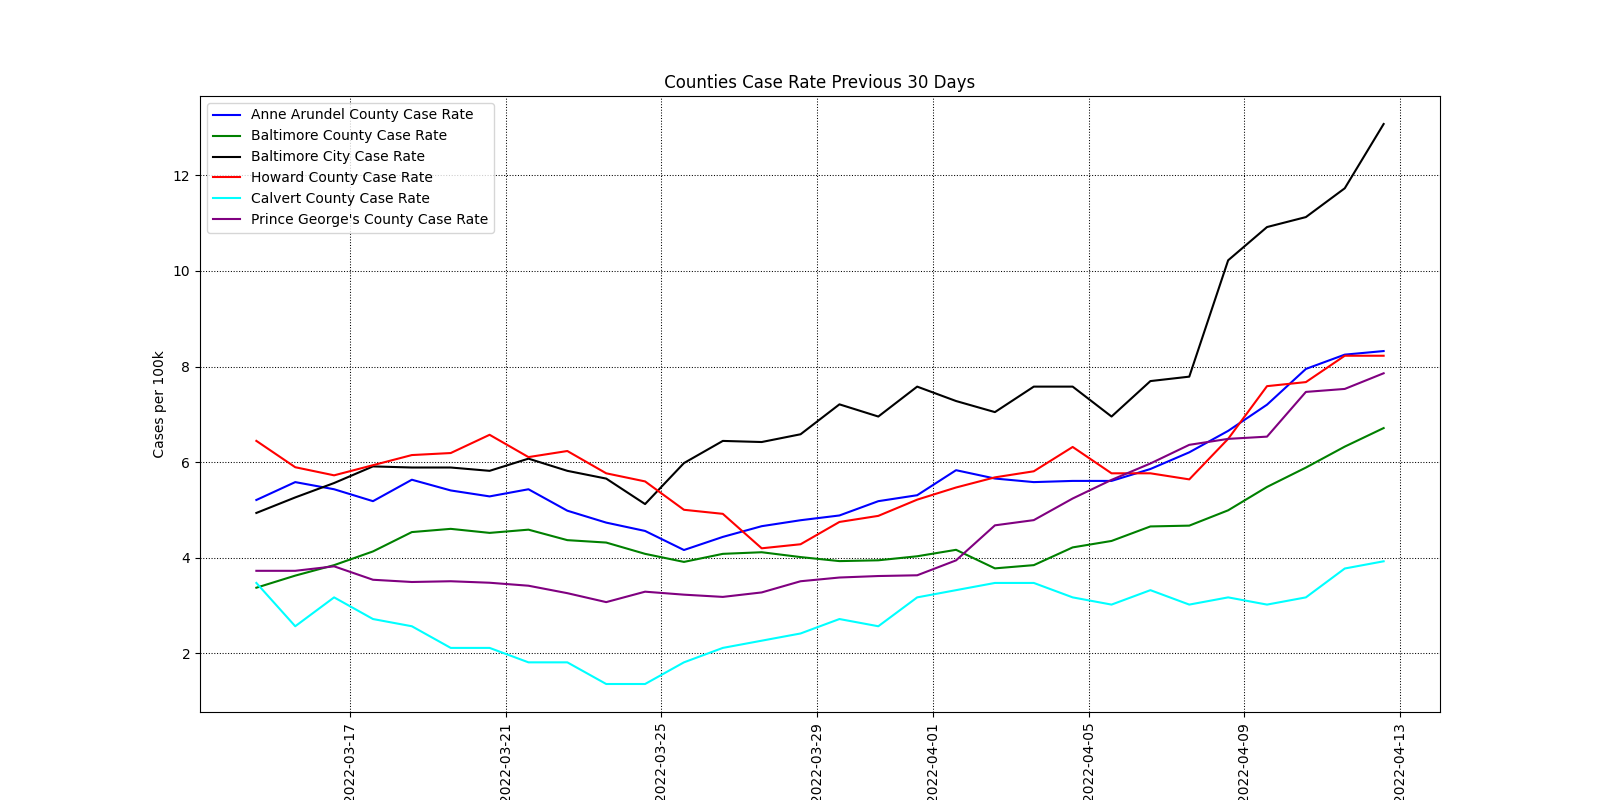 Counties Case Rate Previous 30 Days
Anne Arundel County Case Rate
Baltimore County Case Rate
Baltimore City Case Rate
Howard County Case Rate
Calvert County Case Rate
Prince George's County Case Rate
Cases per 100k
12
10
8
6
4
2
2022-03-17
2022-03-21
2022-03-25
2022-03-29
2022-04-01
2022-04-05
2022-04-09
2022-04-13